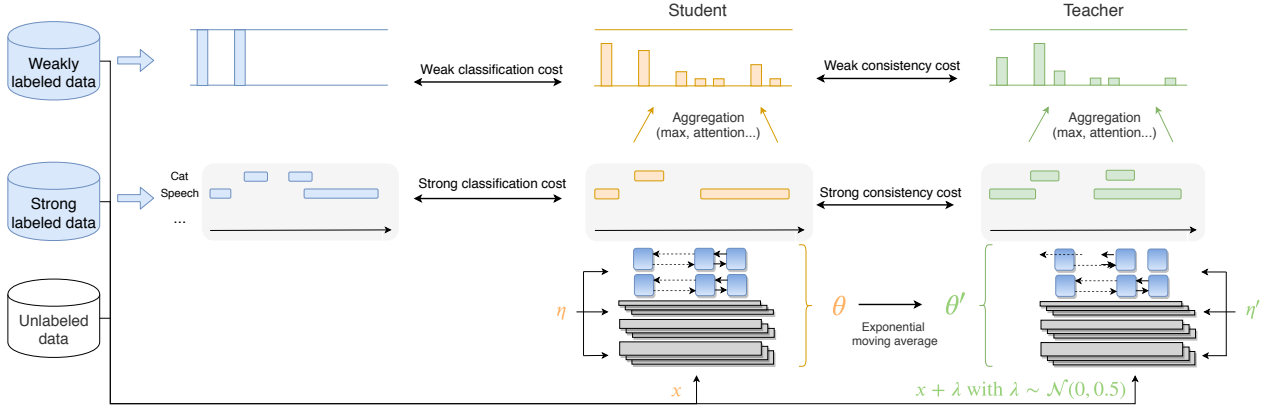 Student
Teacher
Weakly
labeled data
Weak classification cost
Weak consistency cost
Aggregation
(max, attention...)
Aggregation
(max, attention...)
Cat
Speech
...
Strong
labeled data
Strong classification cost
Strong consistency cost
Unlabeled
data
η
θ
Exponential
moving average
θ′
η′
x
x + λ with λ ∼ 𝒩(0, 0.5)